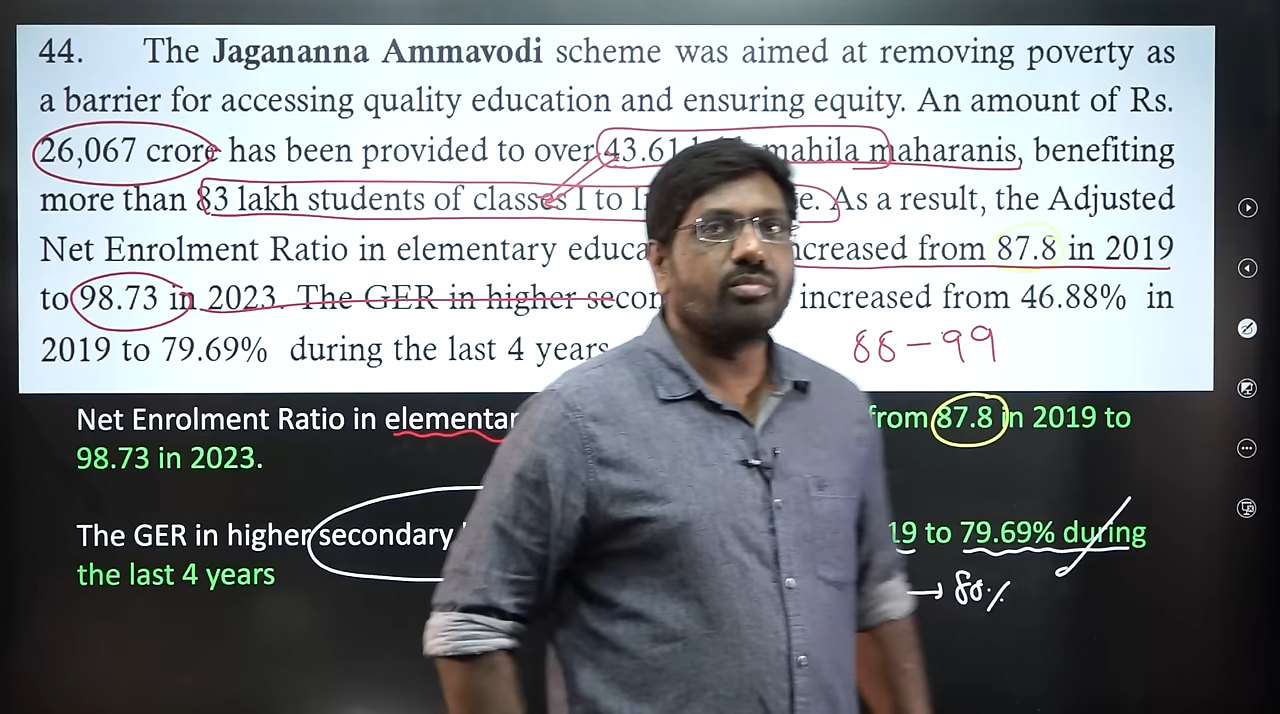 44. The Jagananna Ammavodi scheme was aimed at removing poverty as
a barrier for accessing quality education and ensuring equity. An amount of Rs.
26,067 crore has been provided to over 43.61 mahila maharanis, benefiting
more than 83 lakh students of classes I to As a result, the Adjusted
Net Enrolment Ratio in elementary increased from 87.8 in 2019
to 98.73 in 2023. The GER in higher increased from 46.88% in
2019 to 79.69% during the last 4 years
88-99
Net Enrolment Ratio in from 87.8 in 2019 to
98.73 in 2023.
The GER in higher secondary 19 to 79.69% during
the last 4 years
→ 80%